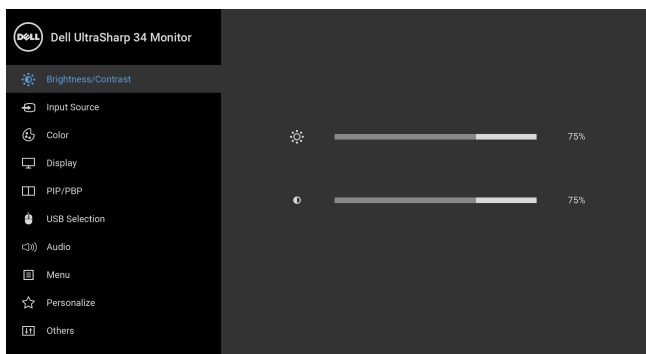 DELL
Dell UltraSharp 34 Monitor
Brightness/Contrast
Input Source
Color
75%
Display
PIP/PBP
75%
USB Selection
Audio
Menu
Personalize
Others